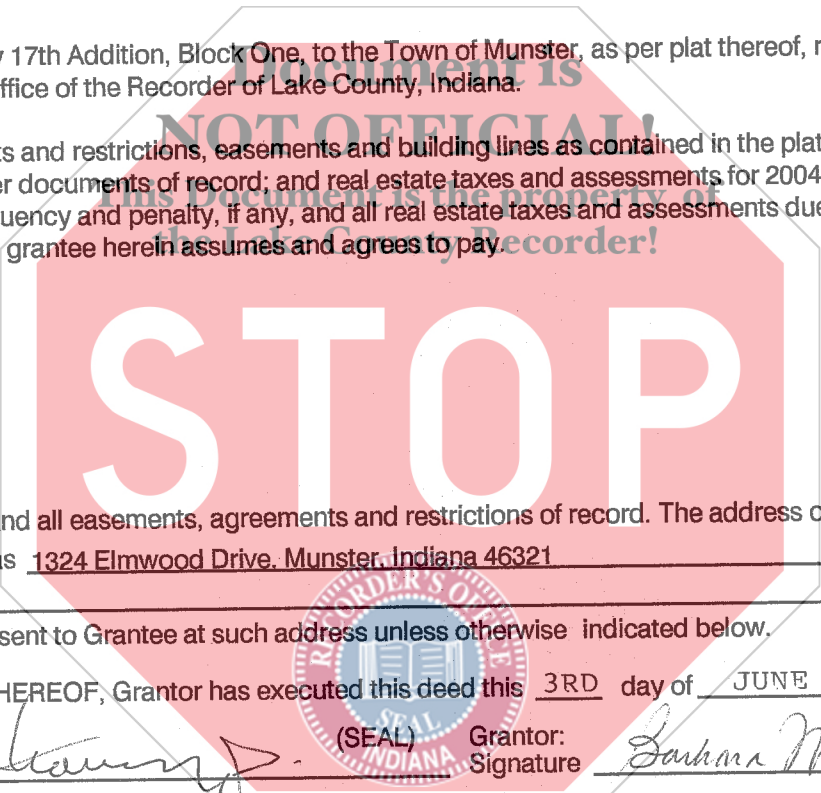 17th Addition, Block One, to the Town of Munster, as per plat thereof, r
ffice of the Recorder of Lake County, Indiana.
Document is
NOT OFFICIAL!
This Document is the property of
the Lake County Recorder!
ts and restrictions, easements and building lines as contained in the plat
er documents of record; and real estate taxes and assessments for 2004
uency and penalty, if any, and all real estate taxes and assessments due
grantee herein assumes and agrees to pay.
STOP
nd all easements, agreements and restrictions of record. The address o
as 1324 Elmwood Drive, Munster, Indiana 46321
sent to Grantee at such address unless otherwise indicated below.
HEREOF, Grantor has executed this deed this 3RD day of JUNE
(SEAL) Grantor:
Signature Barbara M
RECORDER'S OFFICE
SEAL
INDIANA